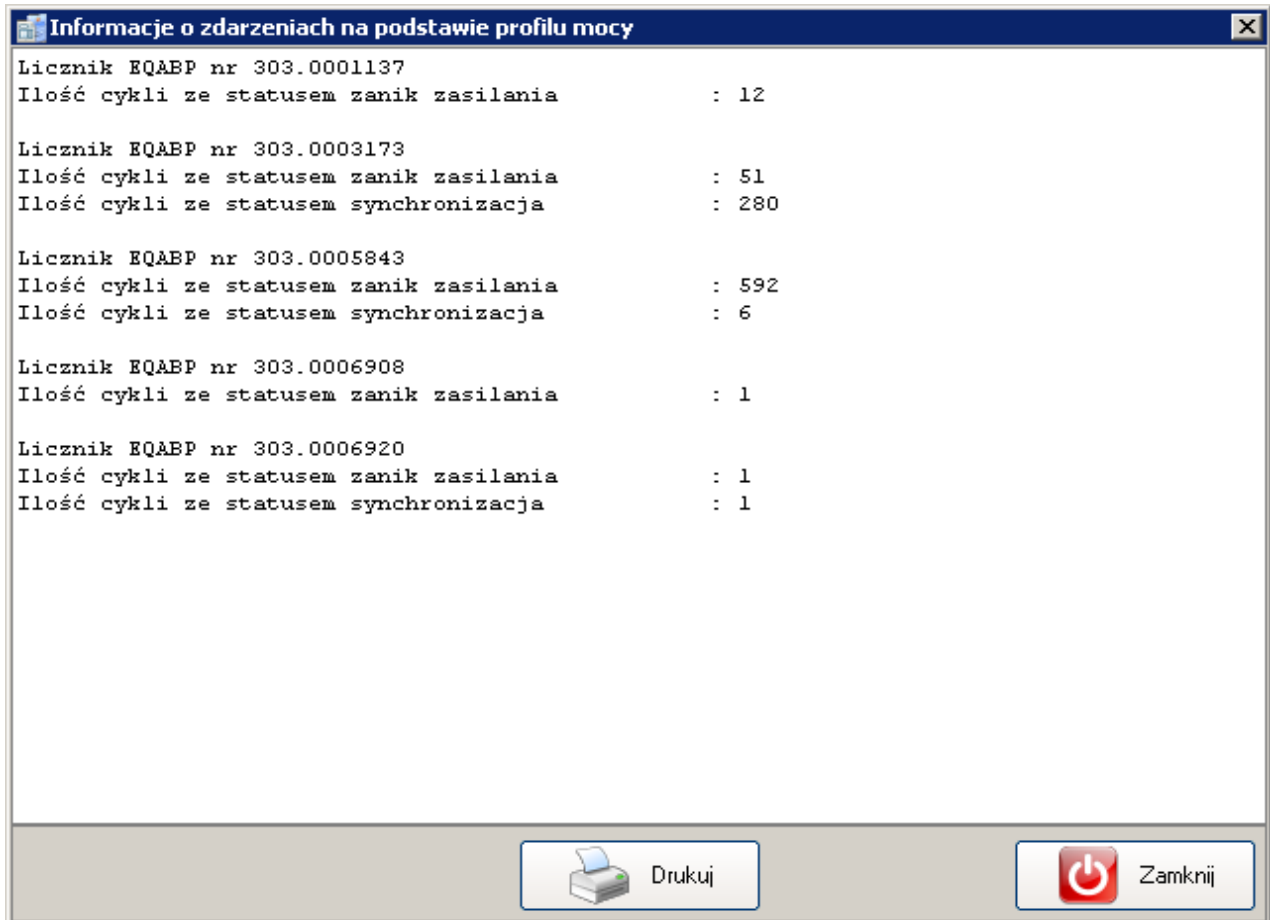 Informacje o zdarzeniach na podstawie profilu mocy
Licznik EQABP nr 303.0001137
Ilość cykli ze statusem zanik zasilania : 12
Licznik EQABP nr 303.0003173
Ilość cykli ze statusem zanik zasilania : 51
Ilość cykli ze statusem synchronizacja : 280
Licznik EQABP nr 303.0005843
Ilość cykli ze statusem zanik zasilania : 592
Ilość cykli ze statusem synchronizacja : 6
Licznik EQABP nr 303.0006908
Ilość cykli ze statusem zanik zasilania : 1
Licznik EQABP nr 303.0006920
Ilość cykli ze statusem zanik zasilania : 1
Ilość cykli ze statusem synchronizacja : 1
Drukuj
Zamknij